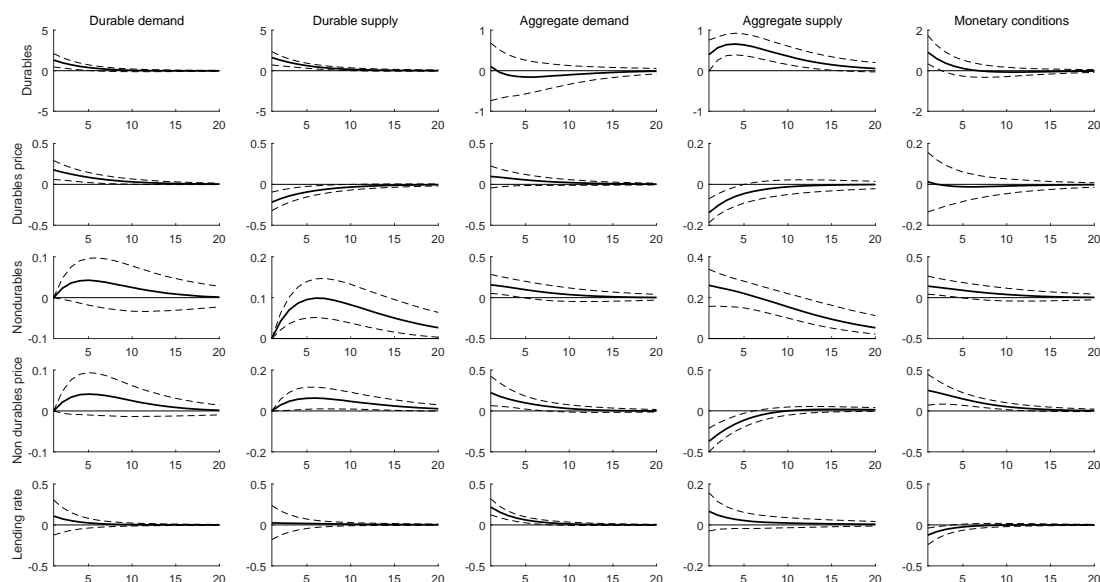 Durable demand Durable supply Aggregate demand Aggregate supply Monetary conditions
Durables
5 5 1 1 2
0 0 0 0 0
-5 -5 -1 -1 -2
5 10 15 20 5 10 15 20 5 10 15 20 5 10 15 20 5 10 15 20
Durables price
0.5 0.5 0.5 0.2 0.2
0 0 0 0 0
-0.5 -0.5 -0.5 -0.2 -0.2
5 10 15 20 5 10 15 20 5 10 15 20 5 10 15 20 5 10 15 20
Nondurables
0.1 0.2 0.5 0.4 0.5
0 0.1 0 0.2 0
-0.1 0 -0.5 0 -0.5
5 10 15 20 5 10 15 20 5 10 15 20 5 10 15 20 5 10 15 20
Non durables price
0.1 0.2 0.5 0.5 0.5
0 0 0 0 0
-0.1 -0.2 -0.5 -0.5 -0.5
5 10 15 20 5 10 15 20 5 10 15 20 5 10 15 20 5 10 15 20
Lending rate
0.5 0.5 0.5 0.2 0.5
0 0 0 0 0
-0.5 -0.5 -0.5 -0.2 -0.5
5 10 15 20 5 10 15 20 5 10 15 20 5 10 15 20 5 10 15 20